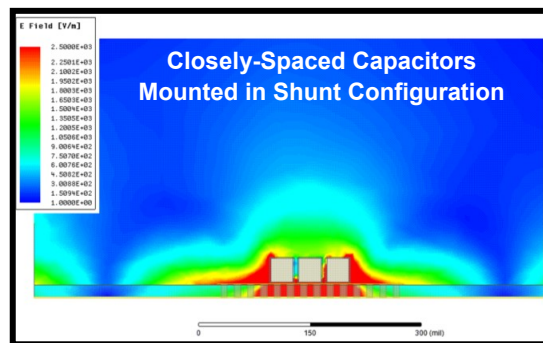 E Field [V/m]
2.5000E+03
2.2501E+03
2.1002E+03
1.9502E+03
1.8003E+03
1.6503E+03
1.5004E+03
1.3505E+03
1.2005E+03
1.0506E+03
9.0064E+02
7.5070E+02
6.0076E+02
4.5082E+02
3.0088E+02
1.5094E+02
1.0000E+00
Closely-Spaced Capacitors
Mounted in Shunt Configuration
0 150 300 (mil)